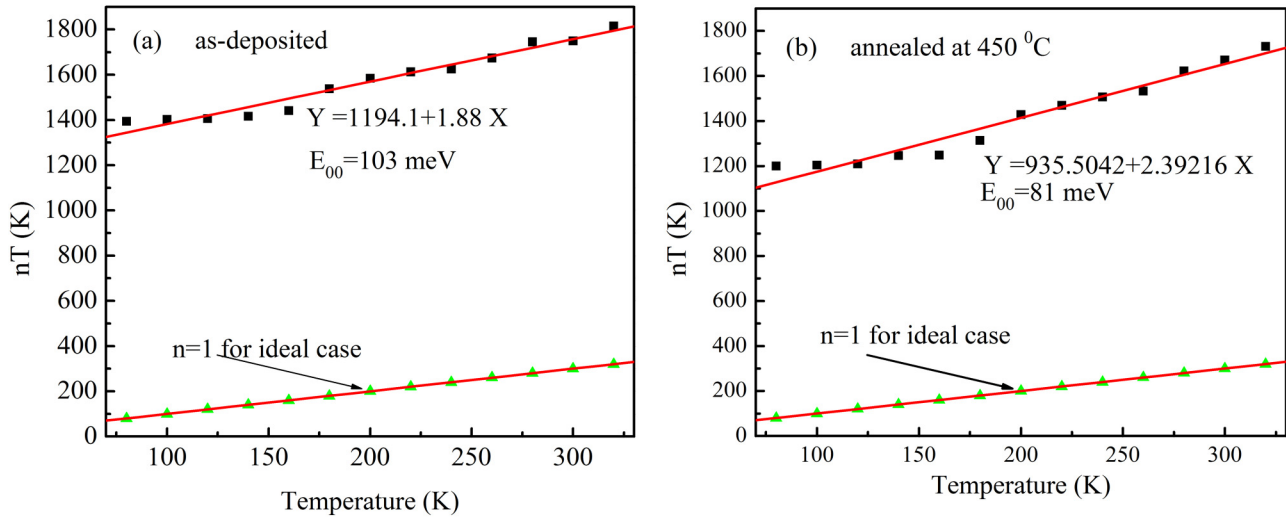 (a) as-deposited
Y =1194.1+1.88 X
E00=103 meV
n=1 for ideal case
nT (K)
0
200
400
600
800
1000
1200
1400
1600
1800
100
150
200
250
300
Temperature (K)
(b) annealed at 450 ⁰C
Y =935.5042+2.39216 X
E00=81 meV
n=1 for ideal case
nT (K)
0
200
400
600
800
1000
1200
1400
1600
1800
100
150
200
250
300
Temperature (K)